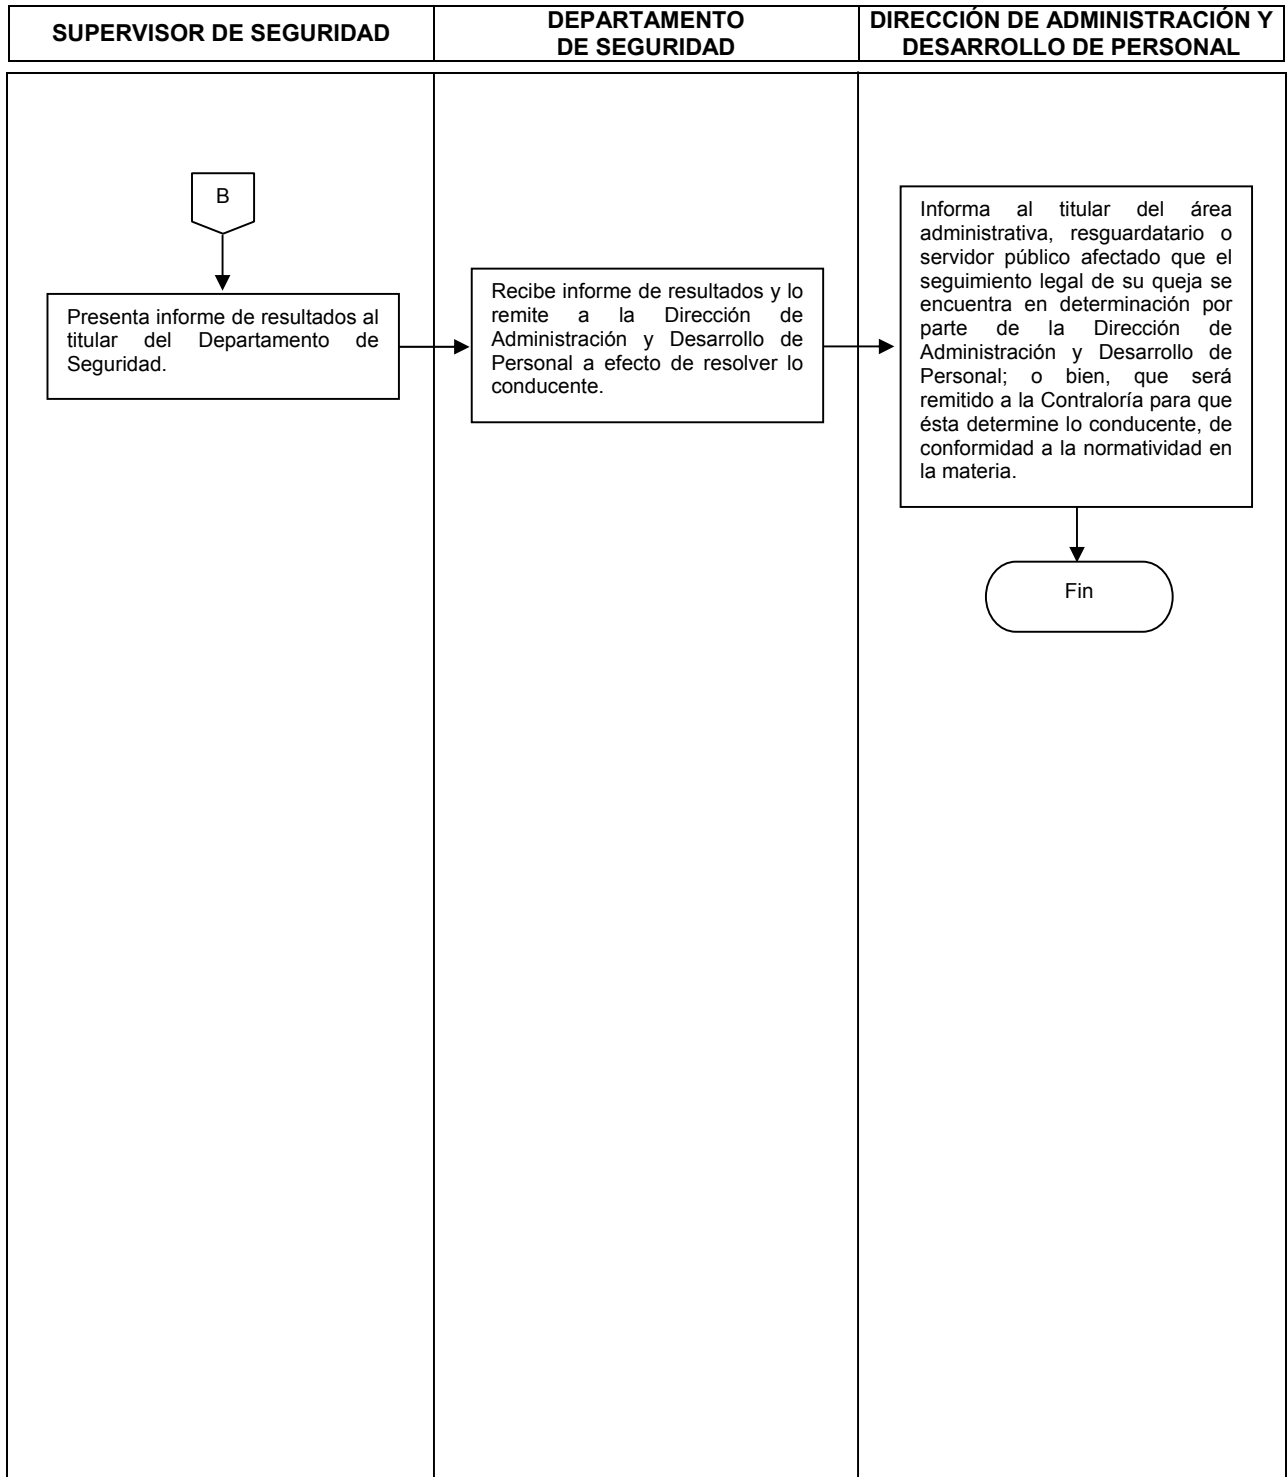 SUPERVISOR DE SEGURIDAD
DEPARTAMENTO
DE SEGURIDAD
DIRECCIÓN DE ADMINISTRACIÓN Y
DESARROLLO DE PERSONAL
B
Presenta informe de resultados al
titular del Departamento de
Seguridad.
Recibe informe de resultados y lo
remite a la Dirección de
Administración y Desarrollo de
Personal a efecto de resolver lo
conducente.
Informa al titular del área
administrativa, resguardatario o
servidor público afectado que el
seguimiento legal de su queja se
encuentra en determinación por
parte de la Dirección de
Administración y Desarrollo de
Personal; o bien, que será
remitido a la Contraloría para que
ésta determine lo conducente, de
conformidad a la normatividad en
la materia.
Fin